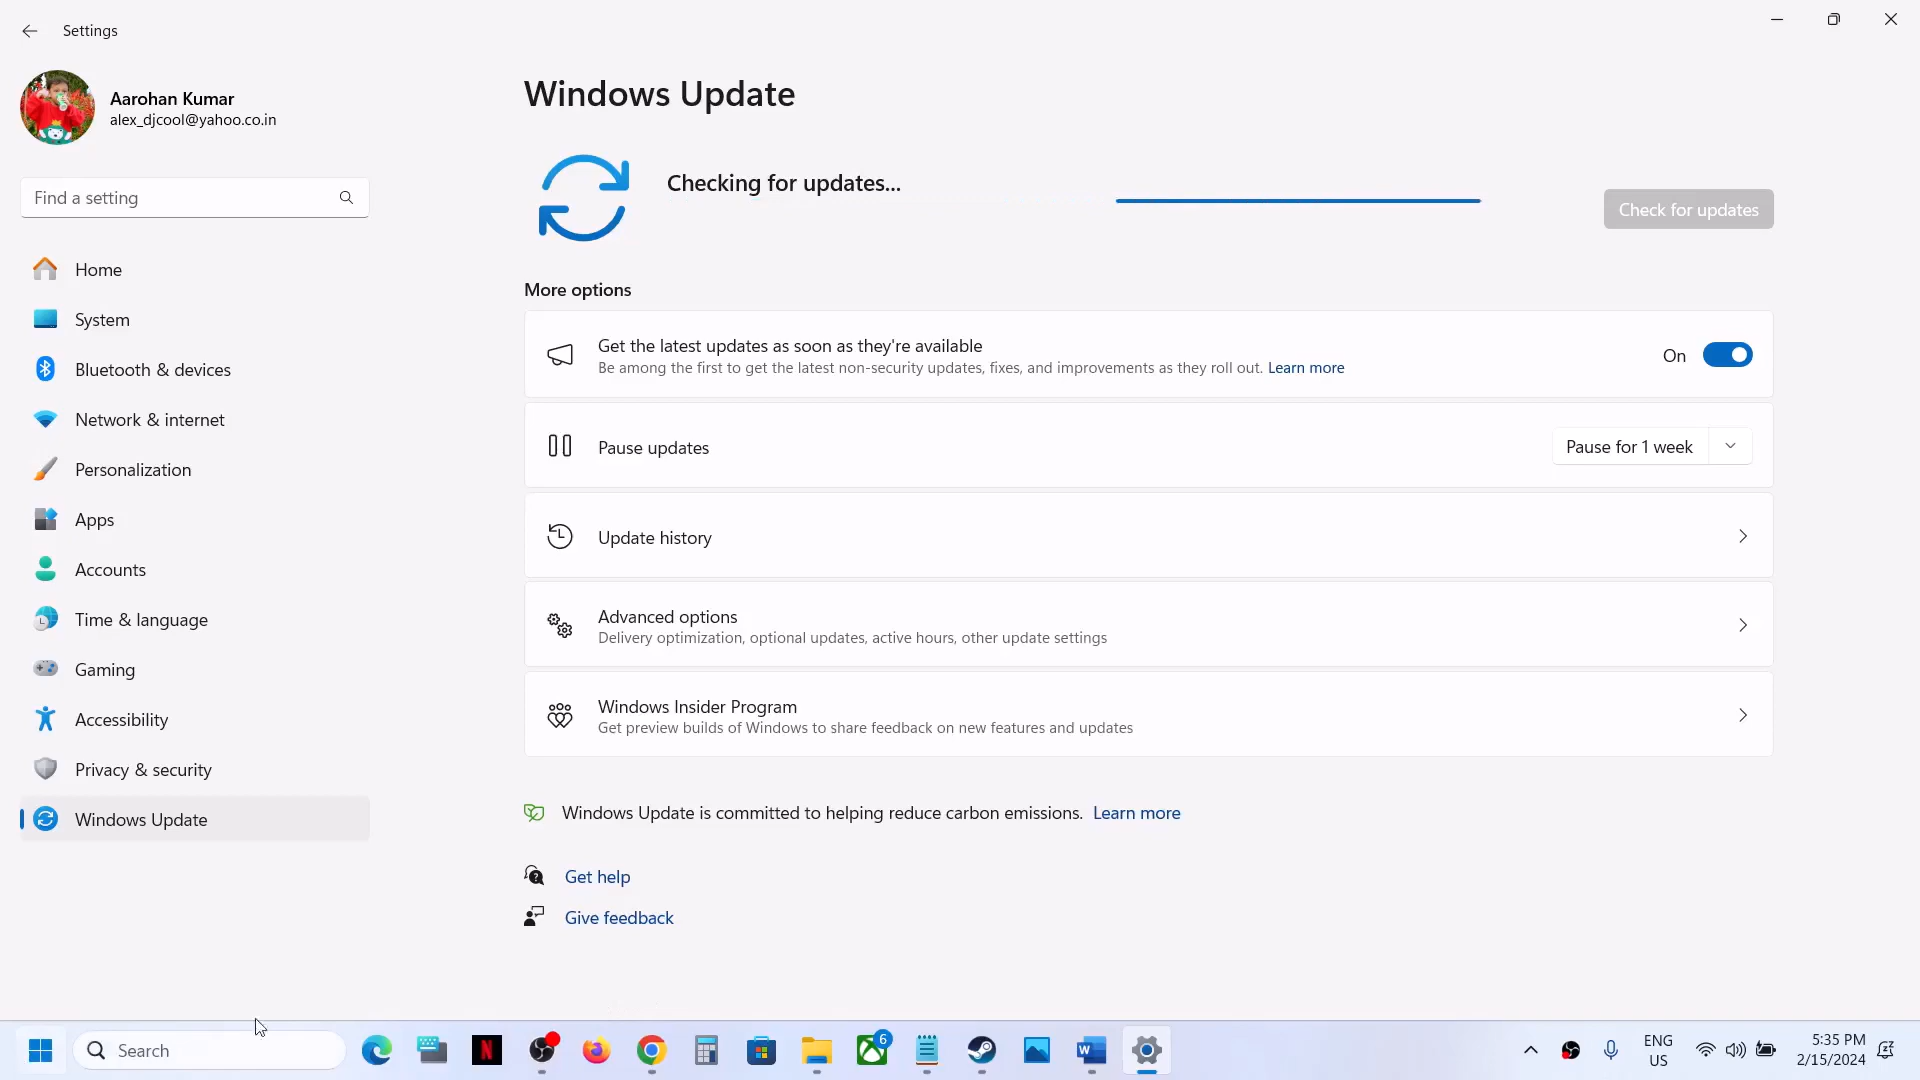 Settings
Aarohan Kumar
alex_djcool@yahoo.co.in
Find a setting
Home
System
Bluetooth & devices
Network & internet
Personalization
Apps
Accounts
Time & language
Gaming
Accessibility
Privacy & security
Windows Update
Windows Update
Checking for updates...
Check for updates
More options
Get the latest updates as soon as they're available
Be among the first to get the latest non-security updates, fixes, and improvements as they roll out. Learn more
On
Pause updates
Pause for 1 week
Update history
Advanced options
Delivery optimization, optional updates, active hours, other update settings
Windows Insider Program
Get preview builds of Windows to share feedback on new features and updates
Windows Update is committed to helping reduce carbon emissions. Learn more
Get help
Give feedback
Search
N
6
W
ENG
US
5:35 PM
2/15/2024